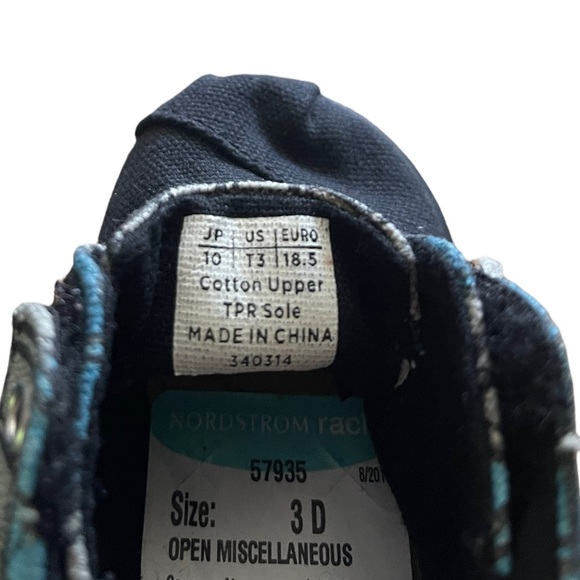 JP US EURO
10 T3 18.5
Cotton Upper
TPR Sole
MADE IN CHINA
340314
NORDSTROM
57935
Size: 3 D
OPEN MISCELLANEOUS